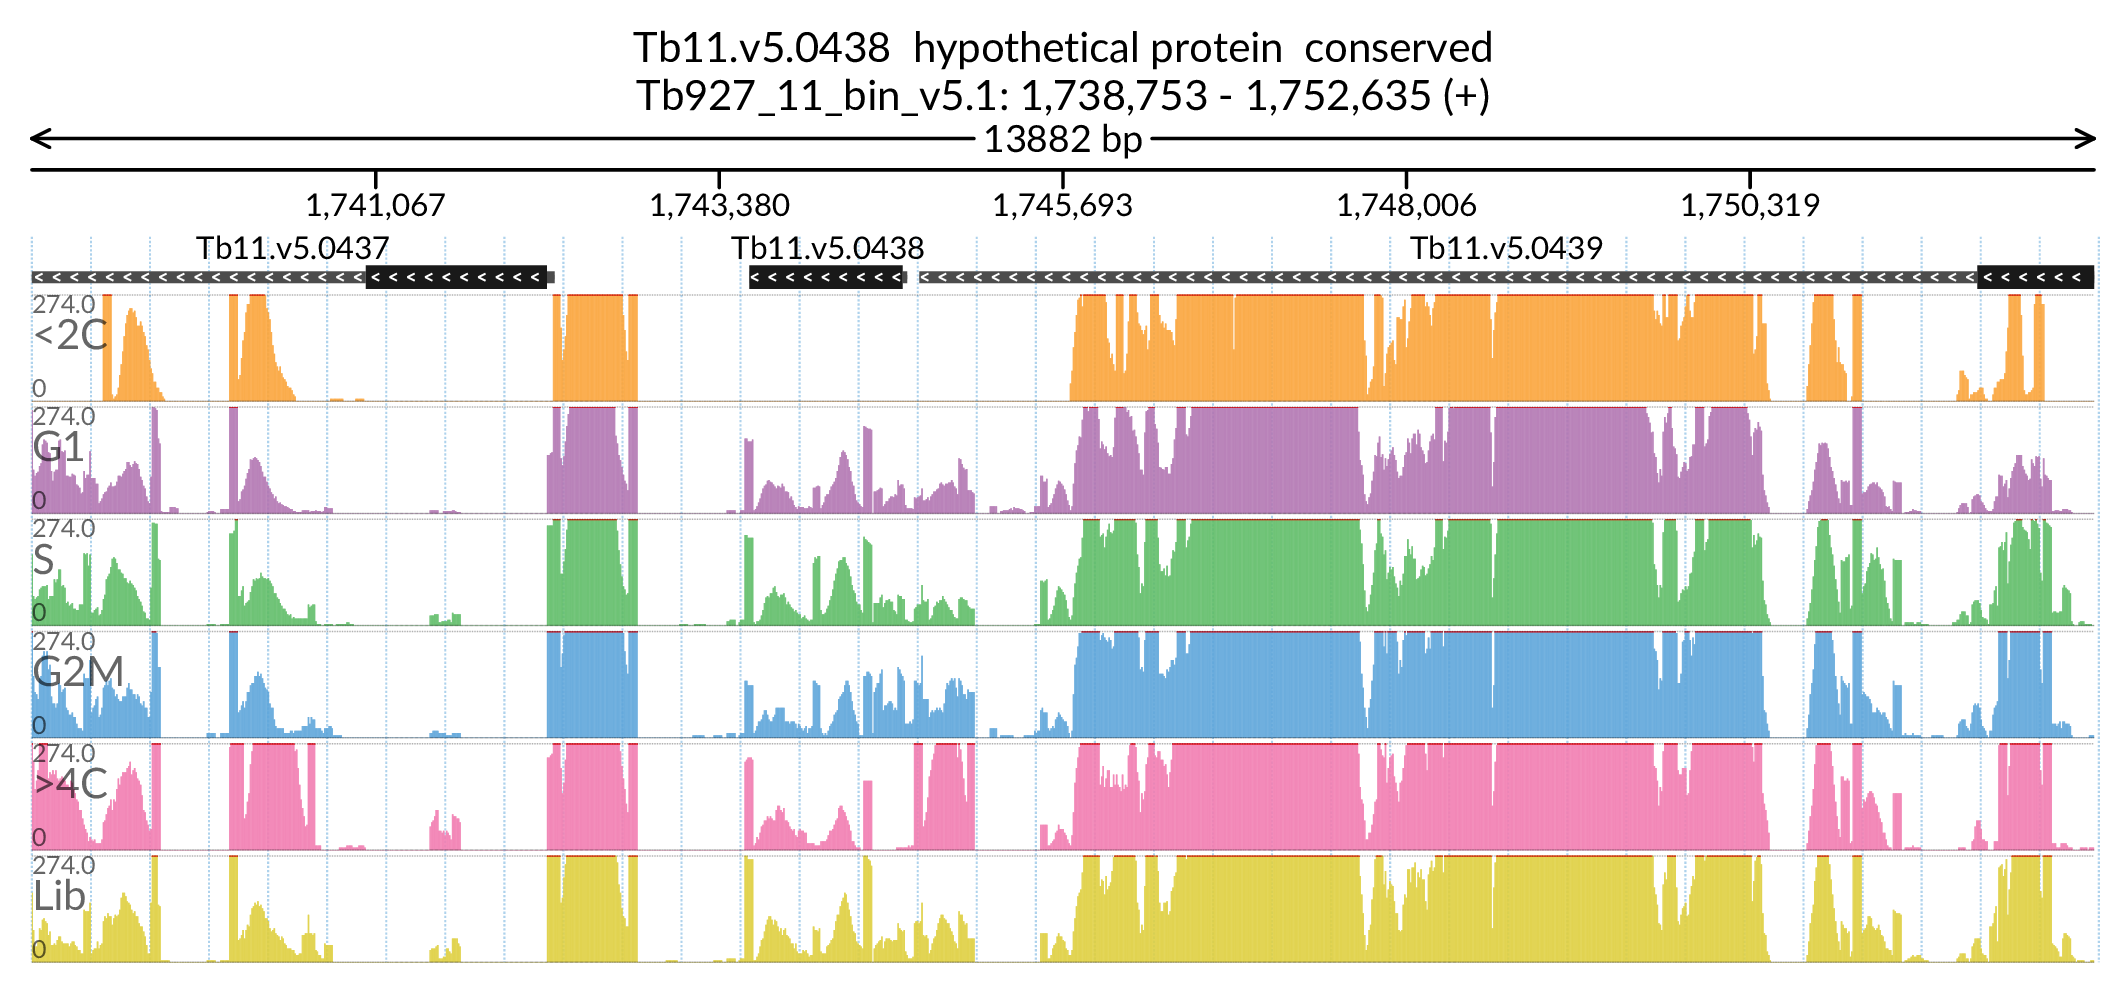 Tb11.v5.0438 hypothetical protein conserved
Tb927_11_bin_v5.1: 1,738,753 - 1,752,635 (+)
13882 bp
1,741,067 1,743,380 1,745,693 1,748,006 1,750,319
Tb11.v5.0437 Tb11.v5.0438 Tb11.v5.0439
274.0
<2C
0
274.0
G1
0
274.0
S
0
274.0
G2M
0
274.0
>4C
0
274.0
Lib
0